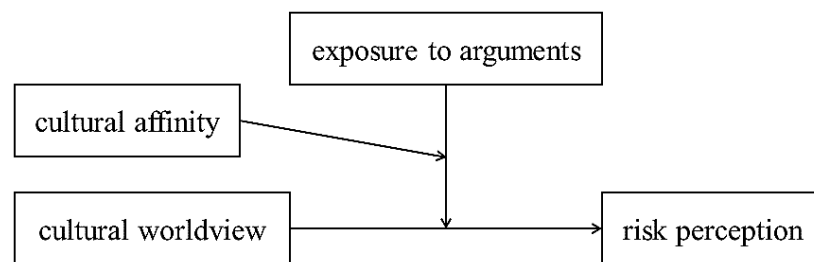 exposure to arguments
cultural affinity
cultural worldview
risk perception